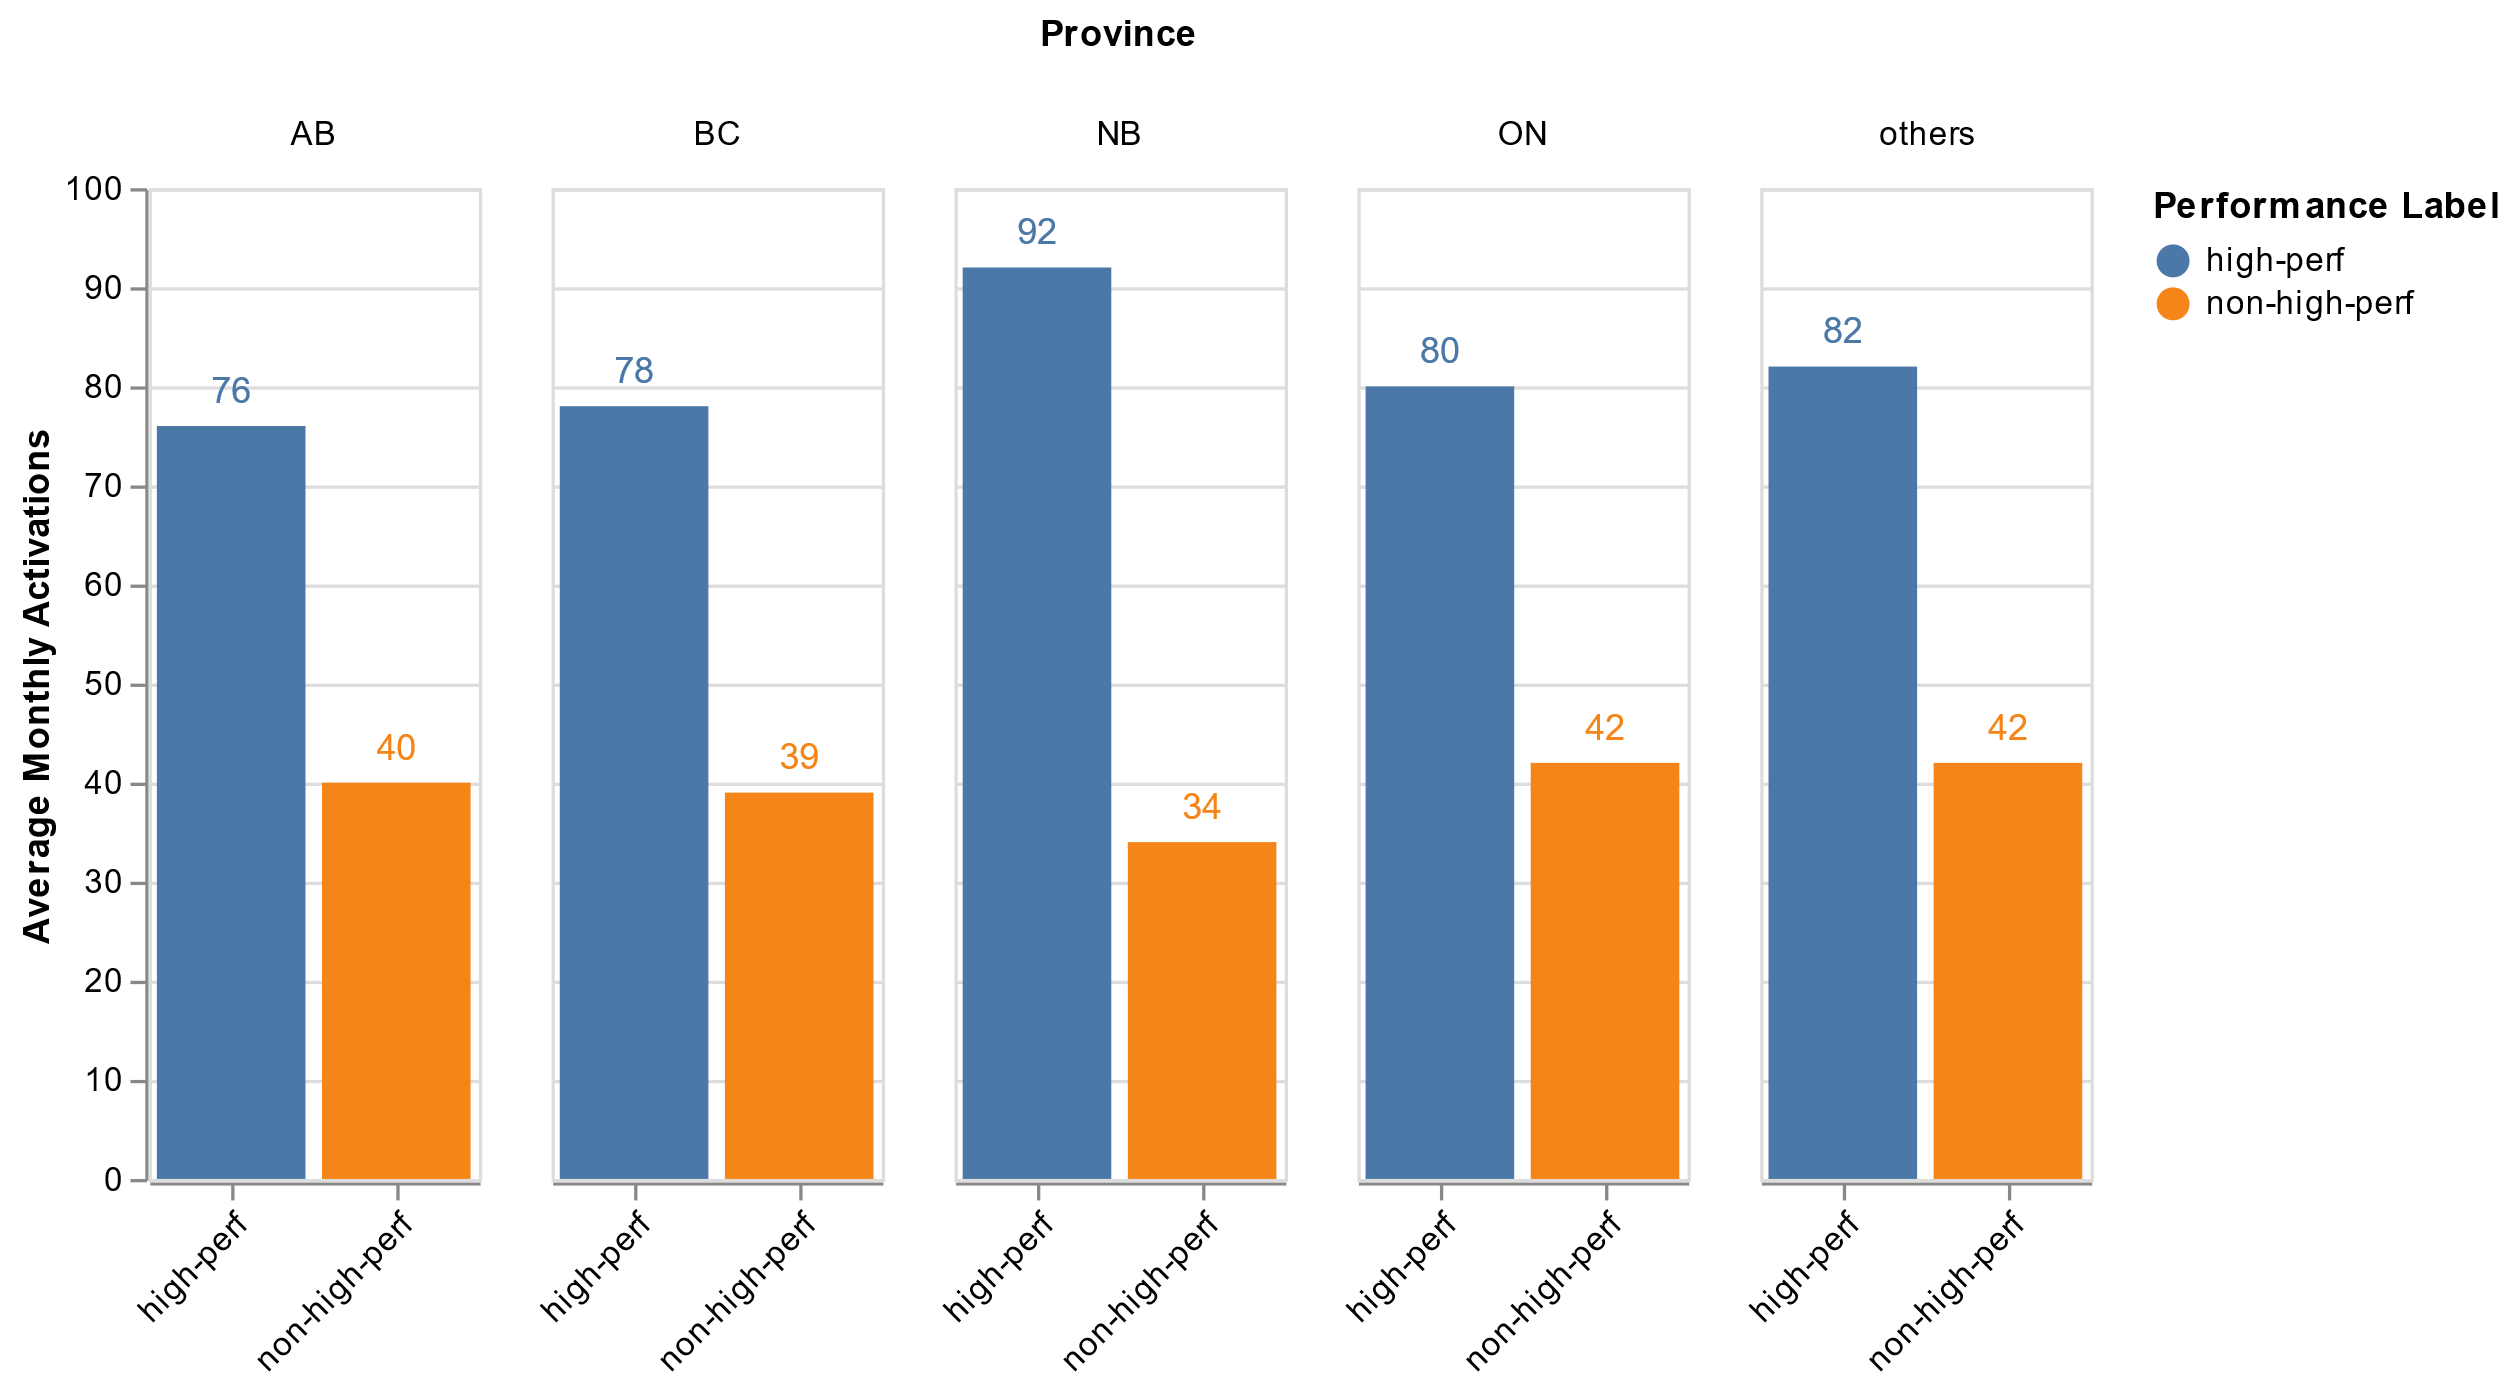 Province
AB BC NB ON others
Performance Label
high-perf
non-high-perf
Average Monthly Activations
100
90
80
70
60
50
40
30
20
10
0
76 40 78 39 92 34 80 42 82 42
high-perf non-high-perf high-perf non-high-perf high-perf non-high-perf high-perf non-high-perf high-perf non-high-perf